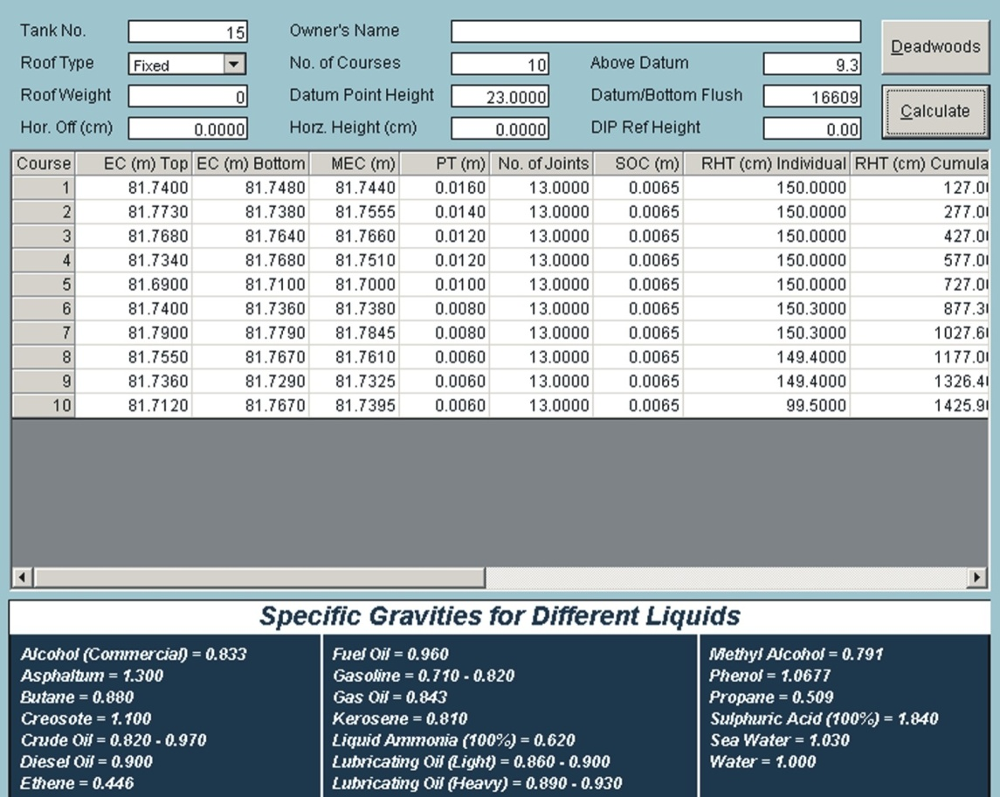 Tank No. 15 Owner's Name Deadwoods
Roof Type Fixed No. of Courses 10 Above Datum 9.3
Roof Weight 0 Datum Point Height 23.0000 Datum/Bottom Flush 16609 Calculate
Hor. Off (cm) 0.0000 Horz. Height (cm) 0.0000 DIP Ref Height 0.00
Course EC (m) Top EC (m) Bottom MEC (m) PT (m) No. of Joints SOC (m) RHT (cm) Individual RHT (cm) Cumula
1 81.7400 81.7480 81.7440 0.0160 13.0000 0.0065 150.0000 127.0
2 81.7730 81.7380 81.7555 0.0140 13.0000 0.0065 150.0000 277.0
3 81.7680 81.7640 81.7660 0.0120 13.0000 0.0065 150.0000 427.0
4 81.7340 81.7680 81.7510 0.0120 13.0000 0.0065 150.0000 577.0
5 81.6900 81.7100 81.7000 0.0100 13.0000 0.0065 150.0000 727.0
6 81.7400 81.7360 81.7380 0.0080 13.0000 0.0065 150.3000 877.3
7 81.7900 81.7790 81.7845 0.0080 13.0000 0.0065 150.3000 1027.6
8 81.7550 81.7670 81.7610 0.0060 13.0000 0.0065 149.4000 1177.0
9 81.7360 81.7290 81.7325 0.0060 13.0000 0.0065 149.4000 1326.4
10 81.7120 81.7670 81.7395 0.0060 13.0000 0.0065 99.5000 1425.9
Specific Gravities for Different Liquids
Alcohol (Commercial) = 0.833
Asphaltum = 1.300
Butane = 0.880
Creosote = 1.100
Crude Oil = 0.820 - 0.970
Diesel Oil = 0.900
Ethene = 0.446
Fuel Oil = 0.960
Gasoline = 0.710 - 0.820
Gas Oil = 0.843
Kerosene = 0.810
Liquid Ammonia (100%) = 0.620
Lubricating Oil (Light) = 0.860 - 0.900
Lubricating Oil (Heavy) = 0.890 - 0.930
Methyl Alcohol = 0.791
Phenol = 1.0677
Propane = 0.509
Sulphuric Acid (100%) = 1.840
Sea Water = 1.030
Water = 1.000